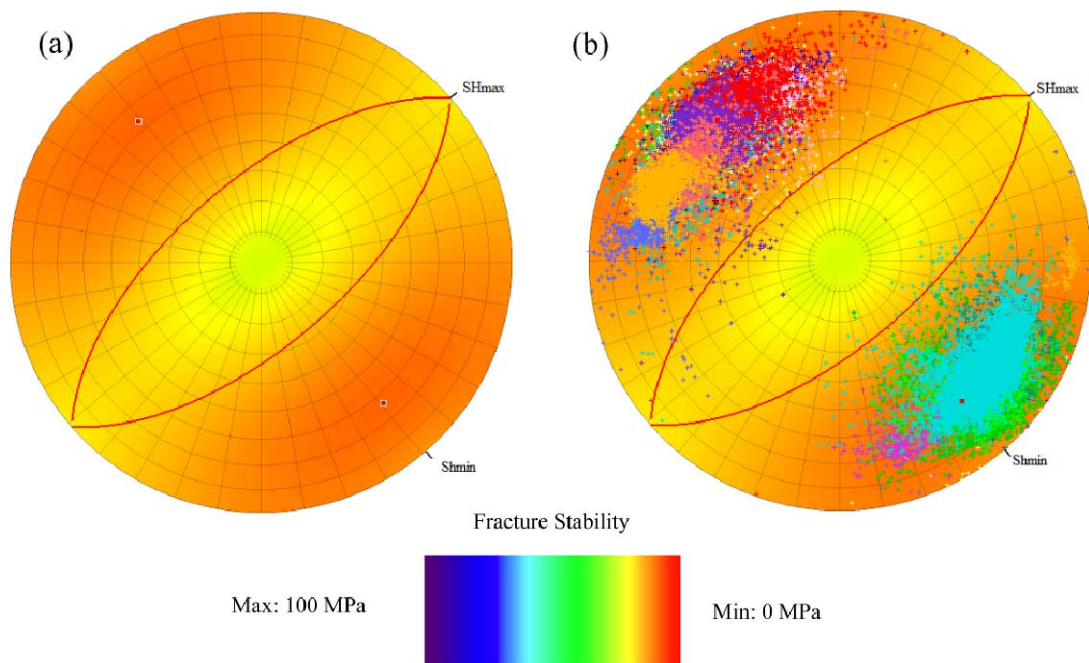 (a)
(b)
SHmax
SHmax
Shmin
Shmin
Fracture Stability
Max: 100 MPa
Min: 0 MPa